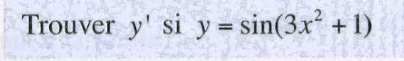 Trouver y' si y = sin(3x² + 1)